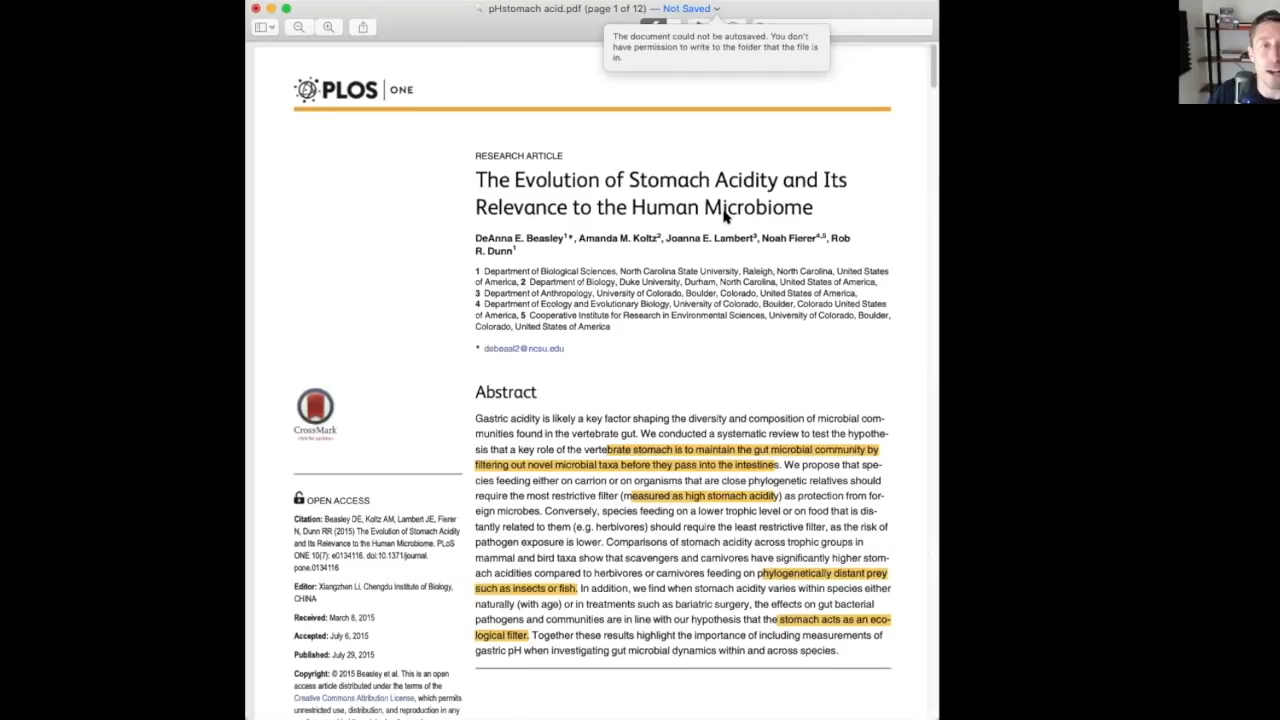 pHstomach acid.pdf (page 1 of 12) — Not Saved
The document could not be autosaved. You don't
have permission to write to the folder that the file is
in.
PLOS ONE
RESEARCH ARTICLE
The Evolution of Stomach Acidity and Its
Relevance to the Human Microbiome
DeAnna E. Beasley1*, Amanda M. Koltz2, Joanna E. Lambert3, Noah Fierer4,5, Rob
R. Dunn1
1 Department of Biological Sciences, North Carolina State University, Raleigh, North Carolina, United States
of America, 2 Department of Biology, Duke University, Durham, North Carolina, United States of America,
3 Department of Anthropology, University of Colorado, Boulder, Colorado, United States of America,
4 Department of Ecology and Evolutionary Biology, University of Colorado, Boulder, Colorado United States
of America, 5 Cooperative Institute for Research in Environmental Sciences, University of Colorado, Boulder,
Colorado, United States of America
* debeasl2@ncsu.edu
Abstract
Gastric acidity is likely a key factor shaping the diversity and composition of microbial com-
munities found in the vertebrate gut. We conducted a systematic review to test the hypothe-
sis that a key role of the vertebrate stomach is to maintain the gut microbial community by
filtering out novel microbial taxa before they pass into the intestines. We propose that spe-
cies feeding either on carrion or on organisms that are close phylogenetic relatives should
require the most restrictive filter (measured as high stomach acidity) as protection from for-
eign microbes. Conversely, species feeding on a lower trophic level or on food that is dis-
tantly related to them (e.g. herbivores) should require the least restrictive filter, as the risk of
pathogen exposure is lower. Comparisons of stomach acidity across trophic groups in
mammal and bird taxa show that scavengers and carnivores have significantly higher stom-
ach acidities compared to herbivores or carnivores feeding on phylogenetically distant prey
such as insects or fish. In addition, we find when stomach acidity varies within species either
naturally (with age) or in treatments such as bariatric surgery, the effects on gut bacterial
pathogens and communities are in line with our hypothesis that the stomach acts as an eco-
logical filter. Together these results highlight the importance of including measurements of
gastric pH when investigating gut microbial dynamics within and across species.
CrossMark
click for updates
OPEN ACCESS
Citation: Beasley DE, Koltz AM, Lambert JE, Fierer
N, Dunn RR (2015) The Evolution of Stomach Acidity
and Its Relevance to the Human Microbiome. PLoS
ONE 10(7): e0134116. doi:10.1371/journal.
pone.0134116
Editor: Xiangzhen Li, Chengdu Institute of Biology,
CHINA
Received: March 6, 2015
Accepted: July 6, 2015
Published: July 29, 2015
Copyright: © 2015 Beasley et al. This is an open
access article distributed under the terms of the
Creative Commons Attribution License, which permits
unrestricted use, distribution, and reproduction in any